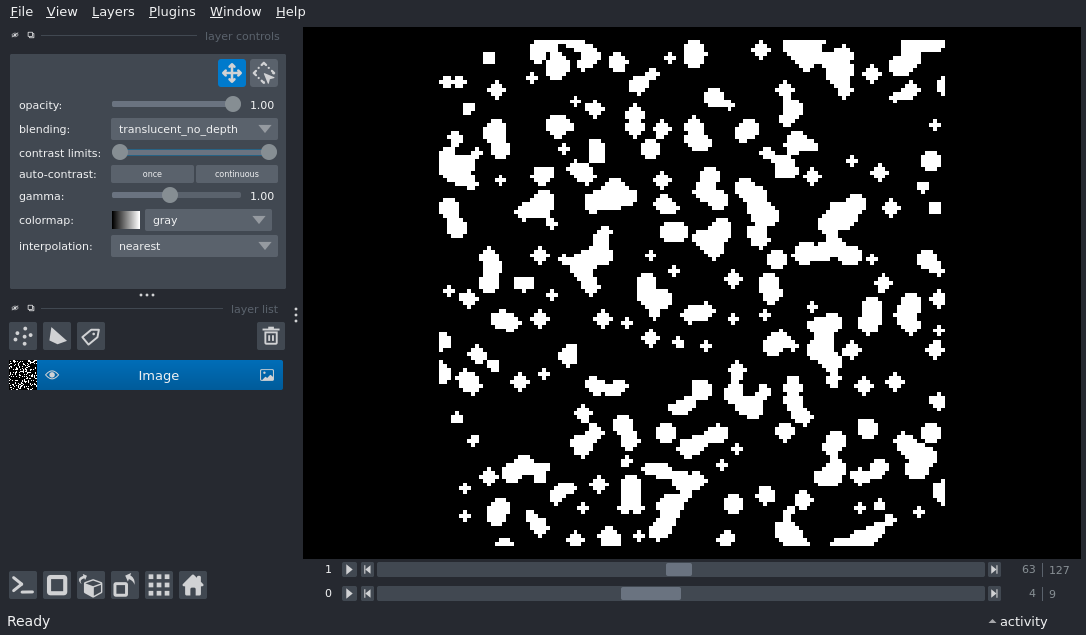 File View Layers Plugins Window Help
layer controls
opacity: 1.00
blending: translucent_no_depth
contrast limits:
auto-contrast: once continuous
gamma: 1.00
colormap: gray
interpolation: nearest
layer list
Image
1 63 127
0 4 9
Ready activity